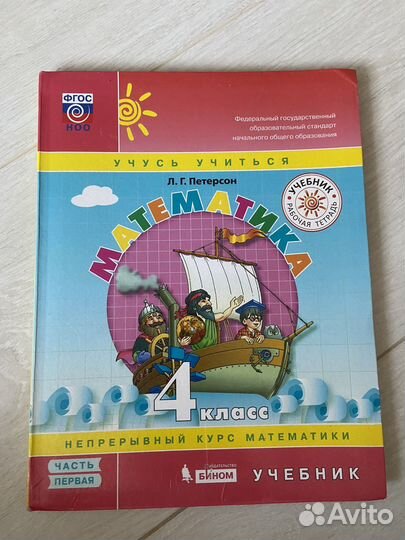 ФГОС
НОО
Федеральный государственный
образовательный стандарт
начального общего образования
УЧУСЬ УЧИТЬСЯ
Л. Г. Петерсон
УЧЕБНИК
РАБОЧАЯ ТЕТРАДЬ
МАТЕМАТИКА
4 КЛАСС
НЕПРЕРЫВНЫЙ КУРС МАТЕМАТИКИ
ЧАСТЬ
ПЕРВАЯ
ИЗДАТЕЛЬСТВО
БИНОМ
УЧЕБНИК
Avito